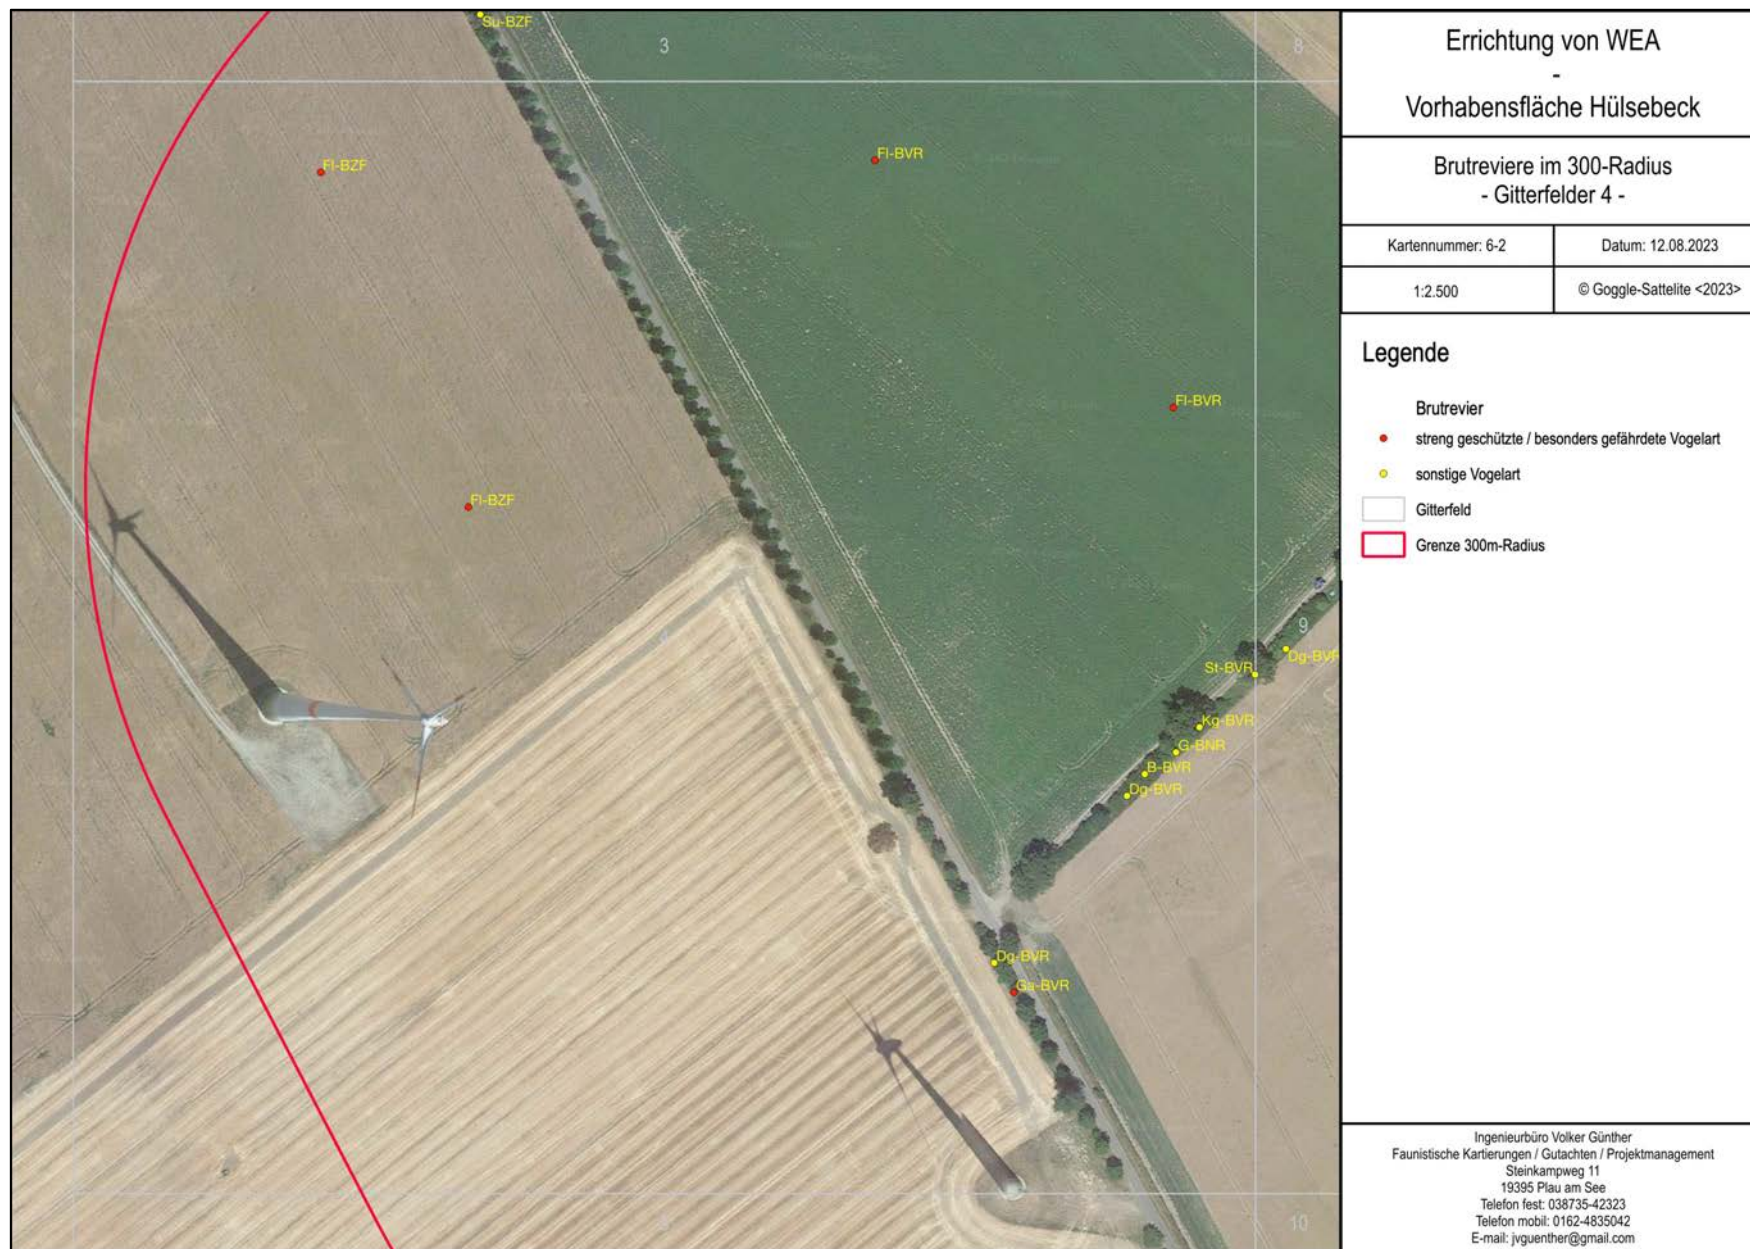 Su-BZF
3
8
Fl-BZF
Fl-BVR
Fl-BVR
Fl-BZF
4
9
Dg-BVR
St-BVR
Kg-BVR
G-BNR
B-BVR
Dg-BVR
Dg-BVR
Ga-BVR
10
Errichtung von WEA
-
Vorhabensfläche Hülsebeck
Brutreviere im 300-Radius
- Gitterfelder 4 -
Kartennummer: 6-2
Datum: 12.08.2023
1:2.500
© Goggle-Sattelite <2023>
Legende
Brutrevier
streng geschützte / besonders gefährdete Vogelart
sonstige Vogelart
Gitterfeld
Grenze 300m-Radius
Ingenieurbüro Volker Günther
Faunistische Kartierungen / Gutachten / Projektmanagement
Steinkampweg 11
19395 Plau am See
Telefon fest: 038735-42323
Telefon mobil: 0162-4835042
E-mail: jvguenther@gmail.com